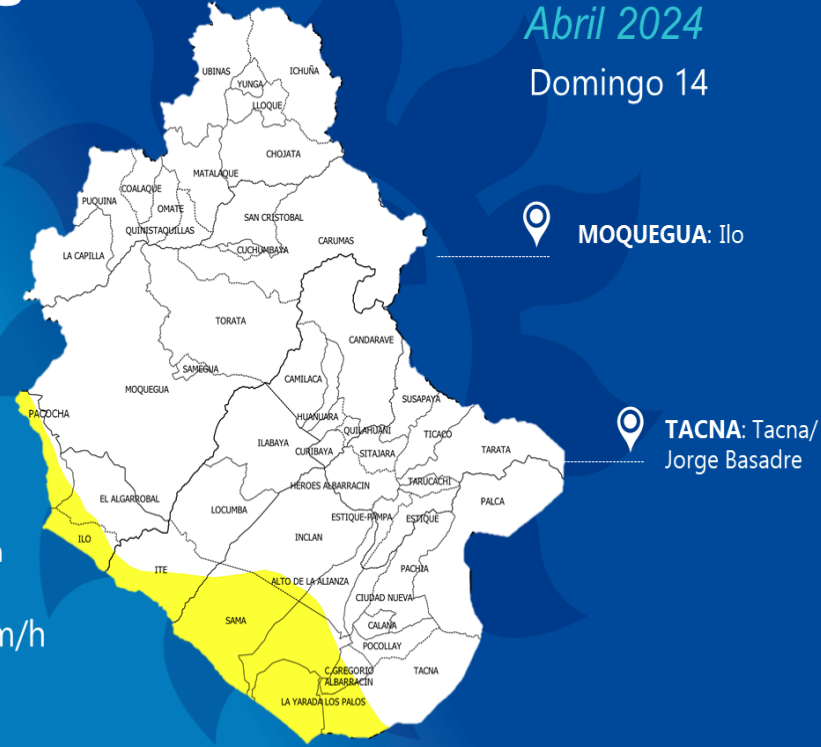 Abril 2024
Domingo 14
UBINAS
ICHUÑA
YUNGA
LLOQUE
CHOJATA
MATALAQUE
COALAQUE
PUQUINA
OMATE
SAN CRISTOBAL
QUINISTAQUILLAS
CARUMAS
CUCHUMBAYA
LA CAPILLA
MOQUEGUA: Ilo
TORATA
CANDARAVE
SAMEGUA
CAMILACA
MOQUEGUA
SUSAPAYA
PACOCHA
HUANUARA
QUILAHUANI
TICACO
ILABAYA
CURIBAYA
SITAJARA
TARATA
TACNA: Tacna/
Jorge Basadre
TARUCACHI
HEROES ALBARRACIN
EL ALGARROBAL
LOCUMBA
PALCA
ESTIQUE-PAMPA
ESTIQUE
ILO
INCLAN
ITE
PACHIA
ALTO DE LA ALIANZA
CIUDAD NUEVA
SAMA
CALANA
m/h
POCOLLAY
C.GREGORIO
ALBARRACÍN
TACNA
LA YARADA LOS PALOS